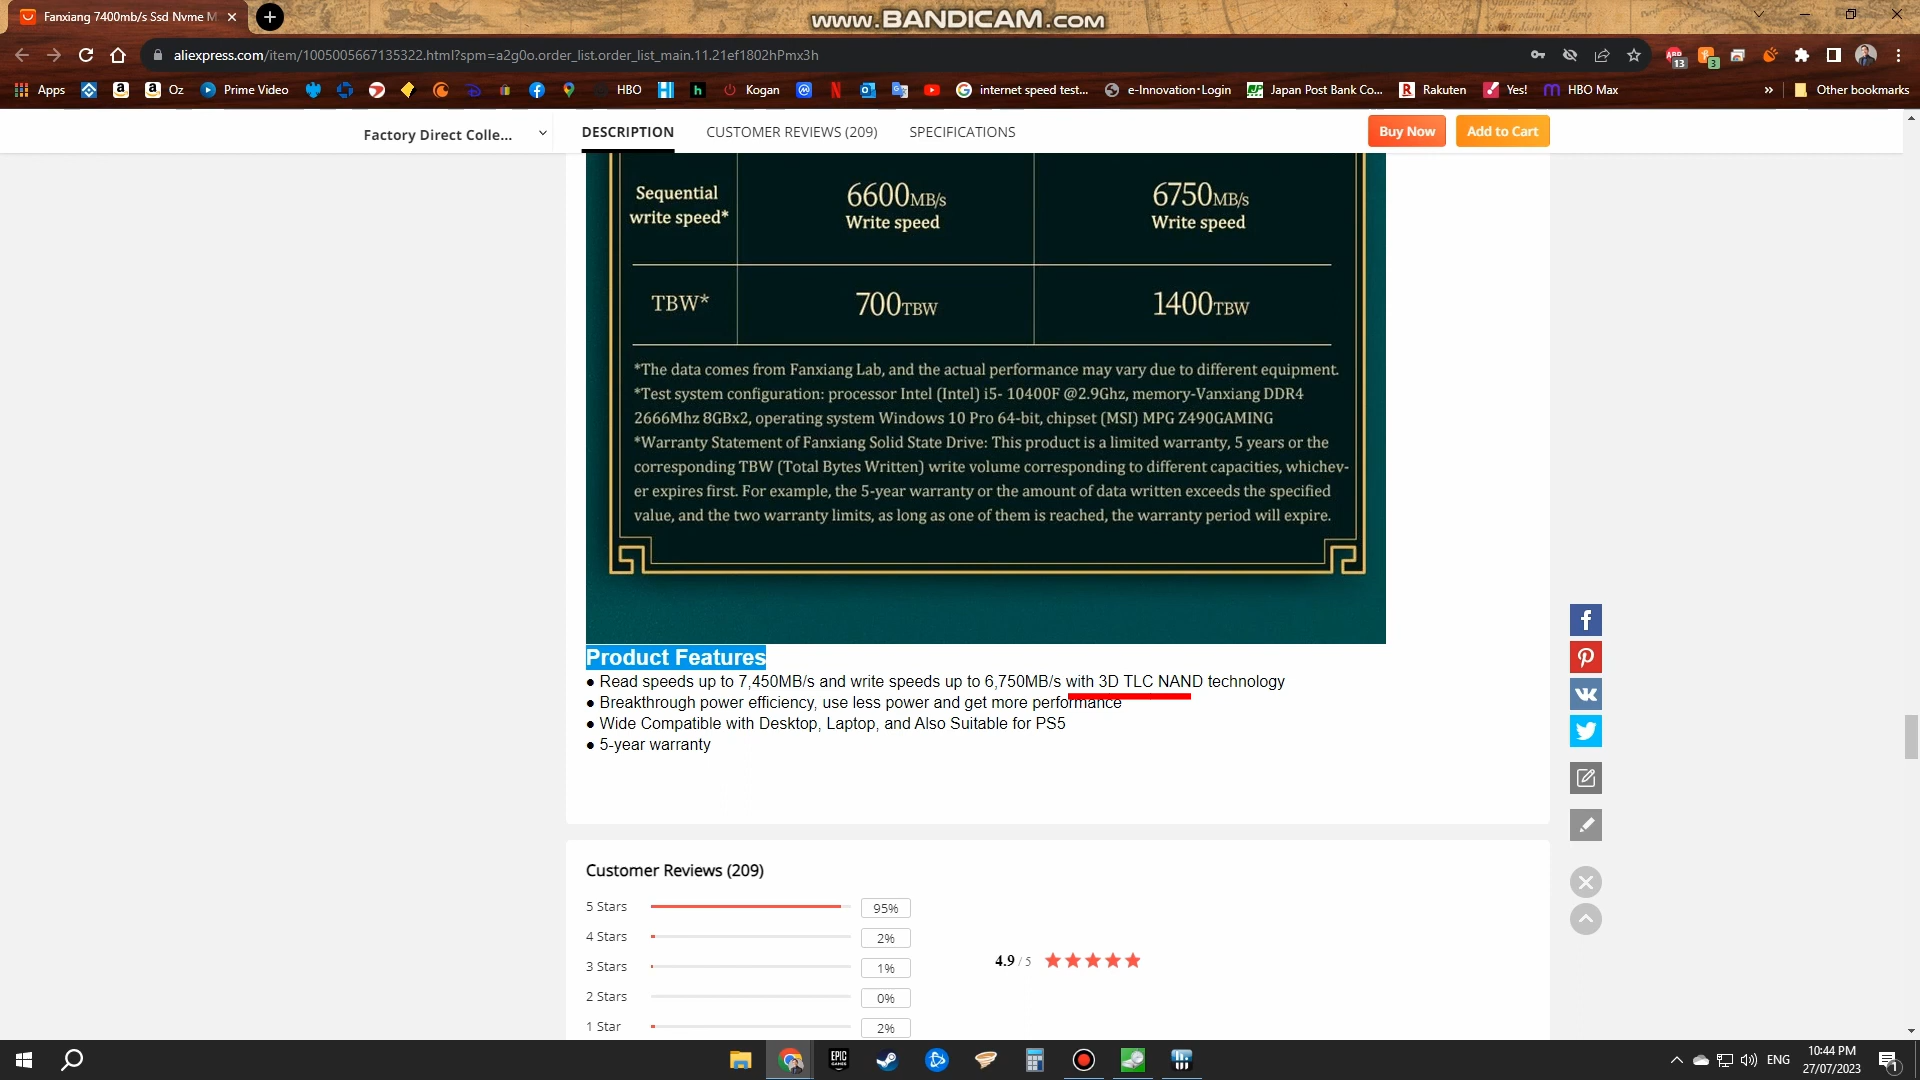 Fanxiang 7400mb/s Ssd Nvme M
www.BANDICAM.com
aliexpress.com/item/1005005667135322.html?spm=a2g0o.order_list.order_list_main.11.21ef1802hPmx3h
13
3
Apps
Oz
Prime Video
HBO
Kogan
internet speed test...
e-Innovation・Login
Japan Post Bank Co...
Rakuten
Yes!
HBO Max
»
Other bookmarks
Factory Direct Colle...
DESCRIPTION
CUSTOMER REVIEWS (209)
SPECIFICATIONS
Buy Now
Add to Cart
Sequential write speed*
6600MB/s Write speed
6750MB/s Write speed
TBW*
700TBW
1400TBW
*The data comes from Fanxiang Lab, and the actual performance may vary due to different equipment.
*Test system configuration: processor Intel (Intel) i5- 10400F @2.9Ghz, memory-Vanxiang DDR4
2666Mhz 8GBx2, operating system Windows 10 Pro 64-bit, chipset (MSI) MPG Z490GAMING
*Warranty Statement of Fanxiang Solid State Drive: This product is a limited warranty, 5 years or the
corresponding TBW (Total Bytes Written) write volume corresponding to different capacities, whichev-
er expires first. For example, the 5-year warranty or the amount of data written exceeds the specified
value, and the two warranty limits, as long as one of them is reached, the warranty period will expire.
Product Features
● Read speeds up to 7,450MB/s and write speeds up to 6,750MB/s with 3D TLC NAND technology
● Breakthrough power efficiency, use less power and get more performance
● Wide Compatible with Desktop, Laptop, and Also Suitable for PS5
● 5-year warranty
Customer Reviews (209)
5 Stars 95%
4 Stars 2%
3 Stars 1%
2 Stars 0%
1 Star 2%
4.9 / 5
EPIC GAMES
ENG
10:44 PM
27/07/2023
1